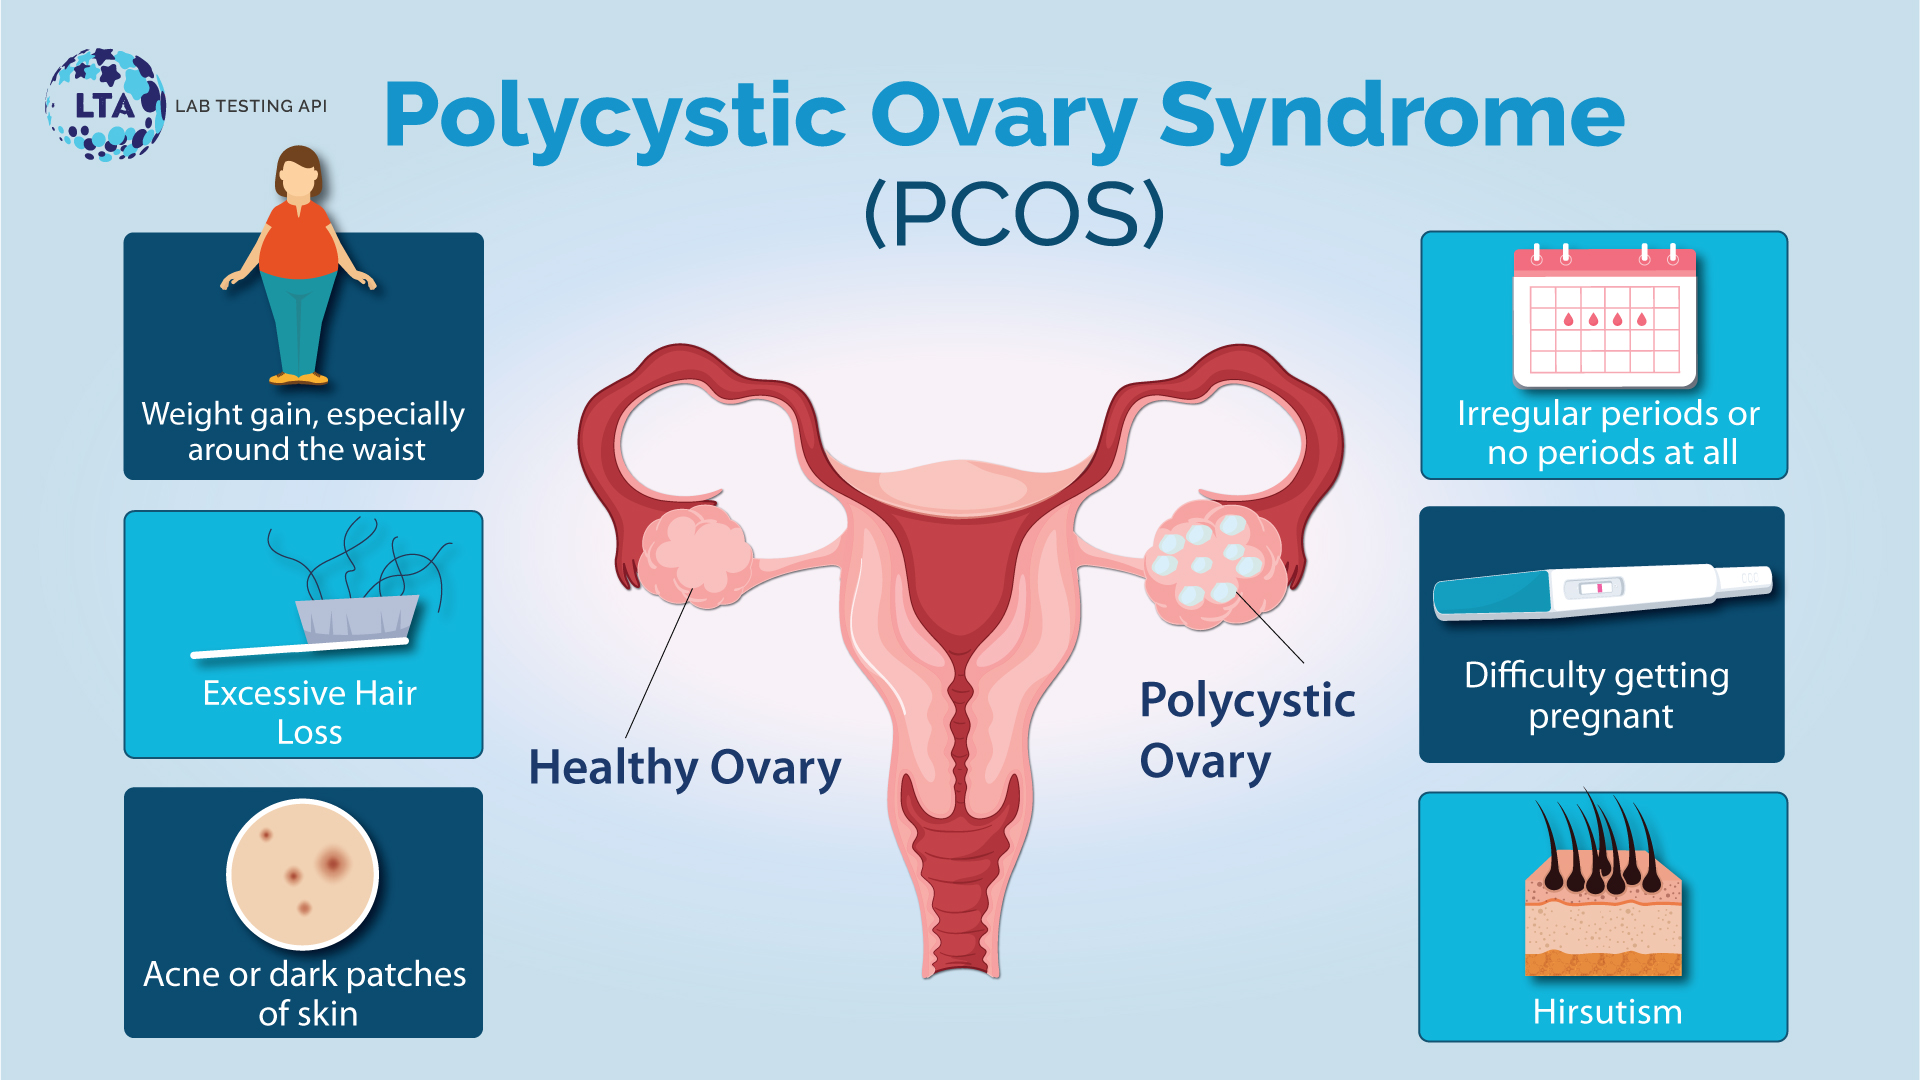 LTA
LAB TESTING API
Polycystic Ovary Syndrome
(PCOS)
Weight gain, especially
around the waist
Excessive Hair
Loss
Acne or dark patches
of skin
Healthy Ovary
Polycystic
Ovary
Irregular periods or
no periods at all
CCC
Difficulty getting
pregnant
Hirsutism